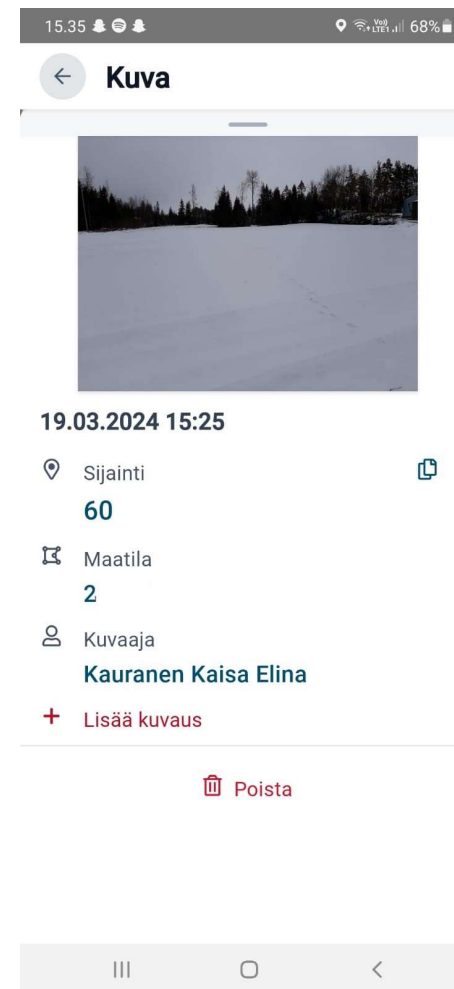 15.35 68%
Kuva
19.03.2024 15:25
Sijainti
60
Maatila
2
Kuvaaja
Kauranen Kaisa Elina
+ Lisää kuvaus
Poista